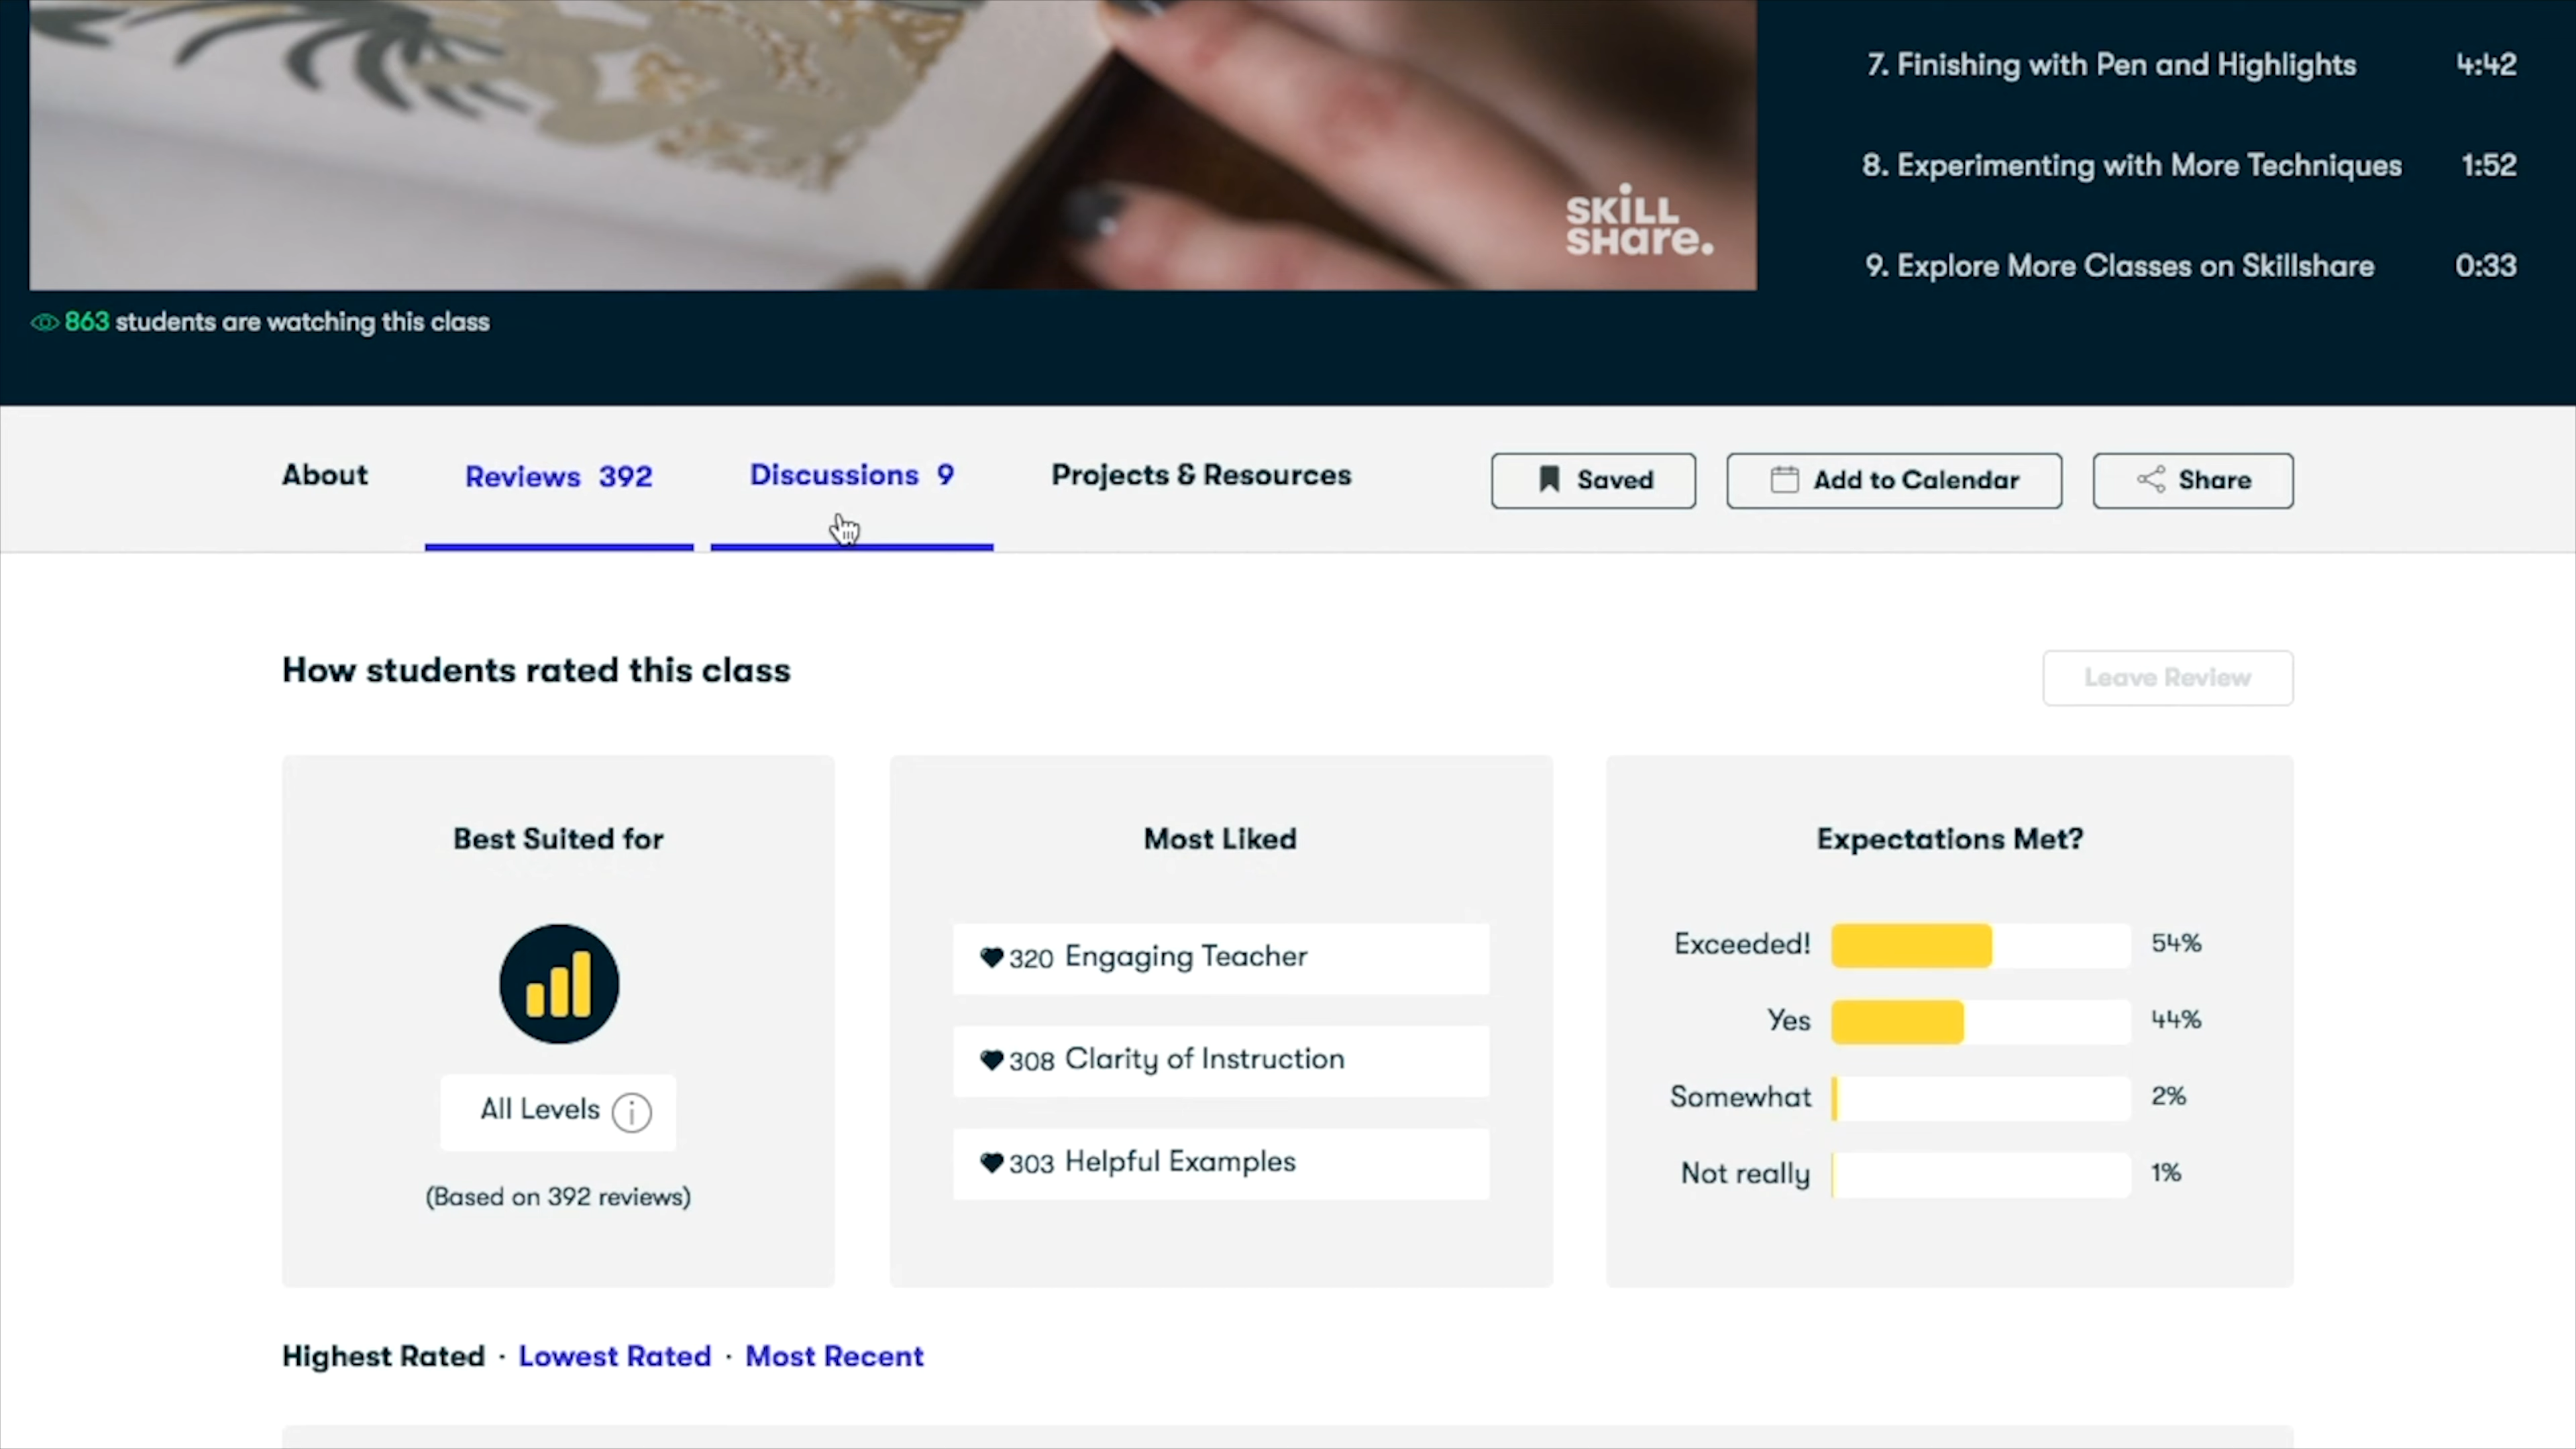 7. Finishing with Pen and Highlights 4:42
8. Experimenting with More Techniques 1:52
9. Explore More Classes on Skillshare 0:33
SKiLL
SHare.
863 students are watching this class
About Reviews 392 Discussions 9 Projects & Resources Saved Add to Calendar Share
How students rated this class
Leave Review
Best Suited for
All Levels
(Based on 392 reviews)
Most Liked
320 Engaging Teacher
308 Clarity of Instruction
303 Helpful Examples
Expectations Met?
Exceeded! 54%
Yes 44%
Somewhat 2%
Not really 1%
Highest Rated · Lowest Rated · Most Recent